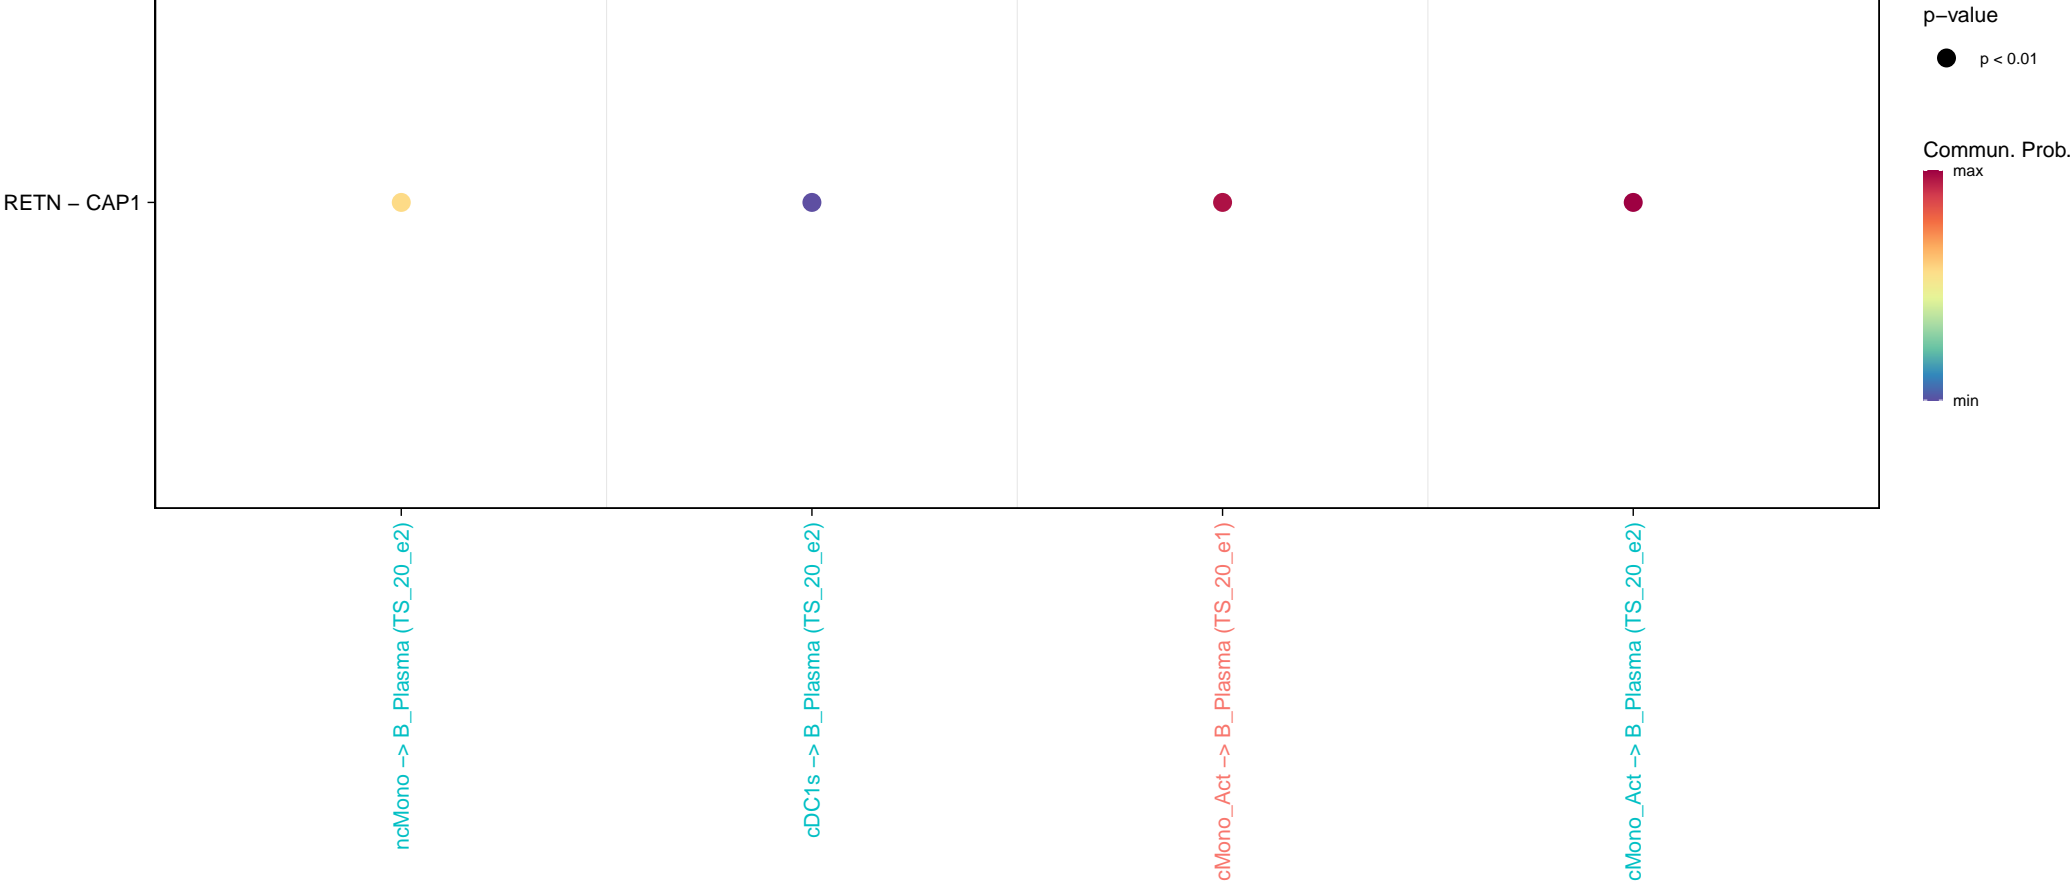 p−value
p < 0.01
Commun. Prob.
max
min
RETN − CAP1
ncMono −> B_Plasma (TS_20_e2)
cDC1s −> B_Plasma (TS_20_e2)
cMono_Act −> B_Plasma (TS_20_e1)
cMono_Act −> B_Plasma (TS_20_e2)